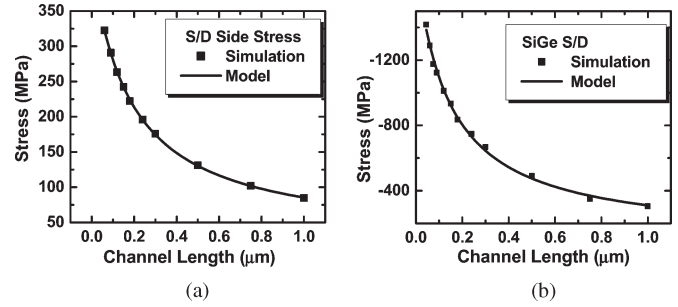 350
300
250
200
150
100
50
Stress (MPa)
S/D Side Stress
Simulation
Model
0.0 0.2 0.4 0.6 0.8 1.0
Channel Length (μm)
(a)
-1200
-800
-400
Stress (MPa)
SiGe S/D
Simulation
Model
0.0 0.2 0.4 0.6 0.8 1.0
Channel Length (μm)
(b)